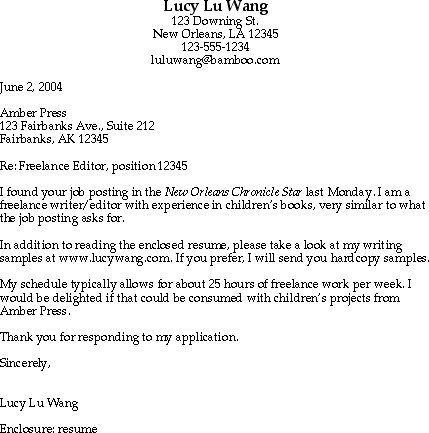 Lucy Lu Wang
123 Downing St.
New Orleans, LA 12345
123-555-1234
luluwang@bamboo.com
June 2, 2004
Amber Press
123 Fairbanks Ave., Suite 212
Fairbanks, AK 12345
Re: Freelance Editor, position 12345
I found your job posting in the New Orleans Chronicle Star last Monday. I am a
freelance writer/editor with experience in children's books, very similar to what
the job posting asks for.
In addition to reading the enclosed resume, please take a look at my writing
samples at www.lucywang.com. If you prefer, I will send you hardcopy samples.
My schedule typically allows for about 25 hours of freelance work per week. I
would be delighted if that could be consumed with children's projects from
Amber Press.
Thank you for responding to my application.
Sincerely,
Lucy Lu Wang
Enclosure: resume